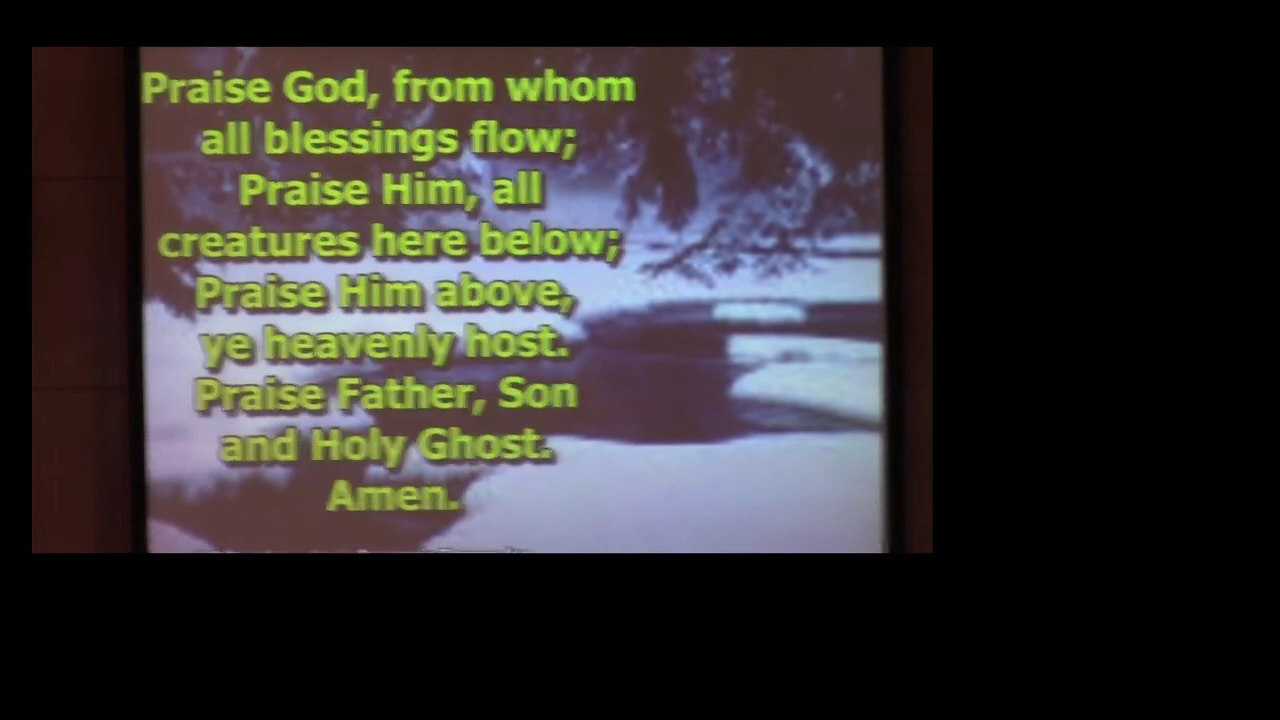 Praise God, from whom
all blessings flow;
Praise Him, all
creatures here below;
Praise Him above,
ye heavenly host.
Praise Father, Son
and Holy Ghost.
Amen.